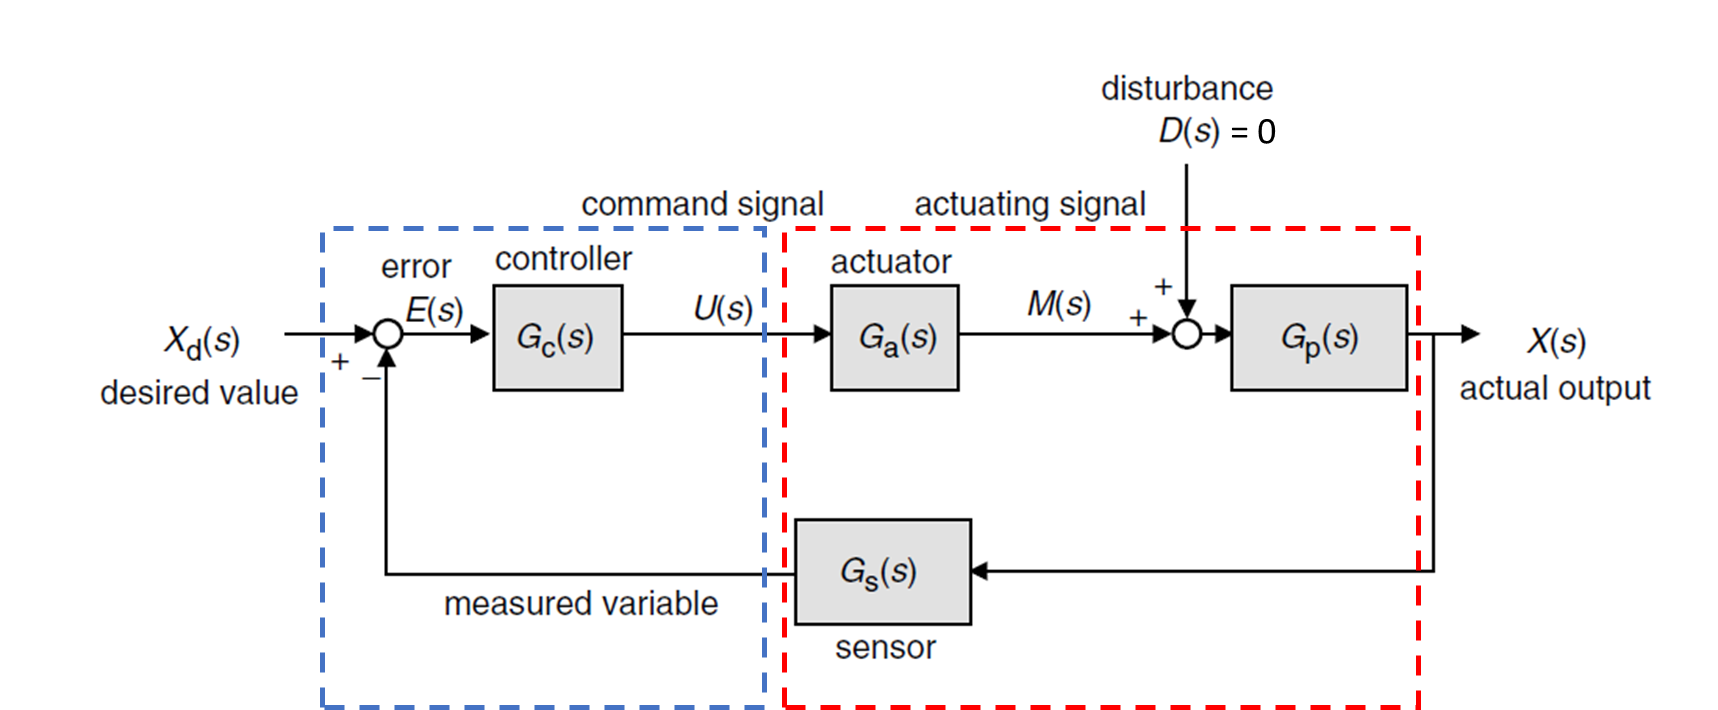 disturbance
D(s) = 0
command signal
actuating signal
error
controller
actuator
E(s)
U(s)
M(s)
+
+
Xd(s)
Gc(s)
Ga(s)
Gp(s)
X(s)
+
−
desired value
actual output
Gs(s)
measured variable
sensor